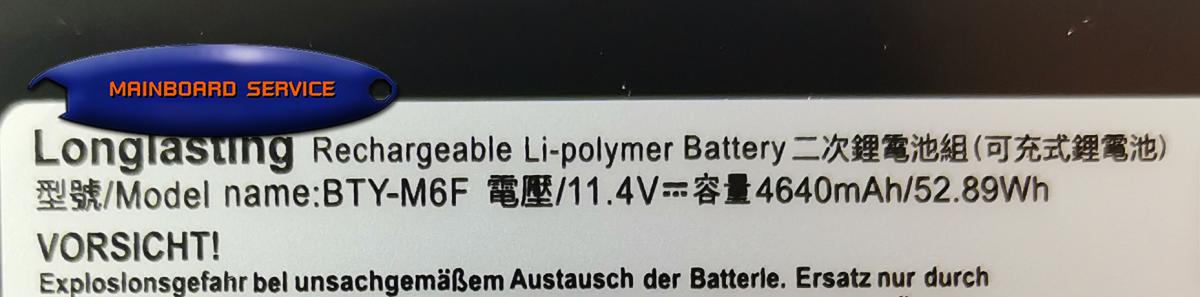 MAINBOARD SERVICE
Longlasting Rechargeable Li-polymer Battery 二次鋰電池組(可充式鋰電池)
型號/Model name:BTY-M6F 電壓/11.4V⎓容量4640mAh/52.89Wh
VORSICHT!
Explosionsgefahr bei unsachgemäßem Austausch der Batterie. Ersatz nur durch